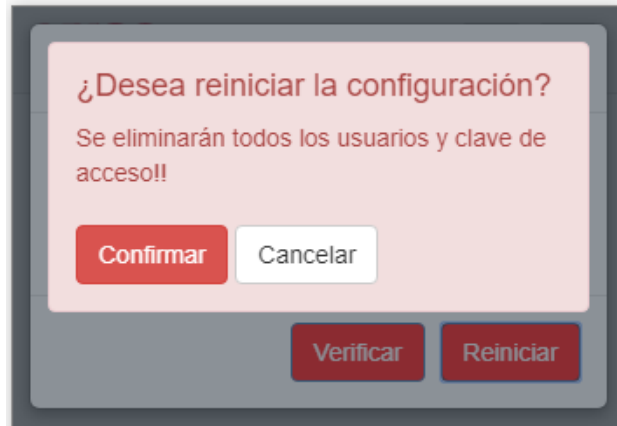 ¿Desea reiniciar la configuración?
Se eliminarán todos los usuarios y clave de
acceso!!
Confirmar Cancelar
Verificar Reiniciar